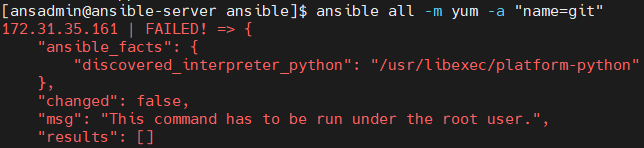 [ansadmin@ansible-server ansible]$ ansible all -m yum -a "name=git"
172.31.35.161 | FAILED! => {
    "ansible_facts": {
        "discovered_interpreter_python": "/usr/libexec/platform-python"
    },
    "changed": false,
    "msg": "This command has to be run under the root user.",
    "results": []